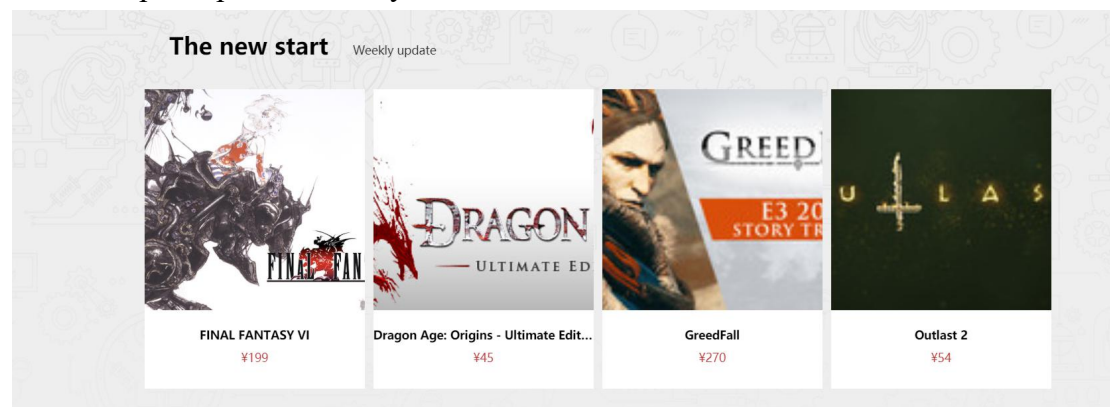 The new start Weekly update
FINAL FAN
DRAGON
ULTIMATE ED
GREED
E3 20
STORY TR
U LAS
FINAL FANTASY VI
¥199
Dragon Age: Origins - Ultimate Edit...
¥45
GreedFall
¥270
Outlast 2
¥54